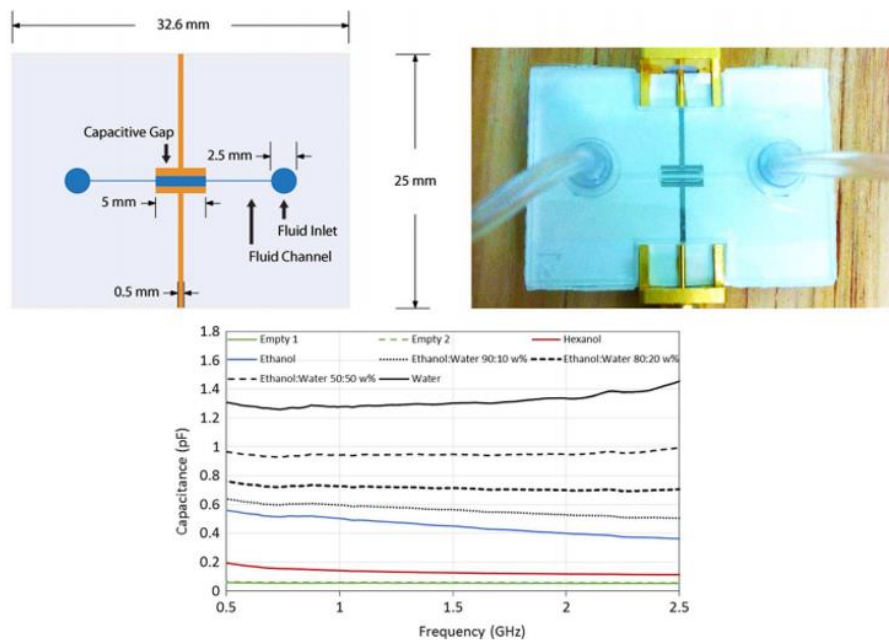 32.6 mm
Capacitive Gap
2.5 mm
25 mm
5 mm
Fluid Inlet
Fluid Channel
0.5 mm
Empty 1 Empty 2 Hexanol
Ethanol Ethanol:Water 90:10 w% Ethanol:Water 80:20 w%
Ethanol:Water 50:50 w% Water
Capacitance (pF)
1.8
1.6
1.4
1.2
1
0.8
0.6
0.4
0.2
0
0.5 1 1.5 2 2.5
Frequency (GHz)